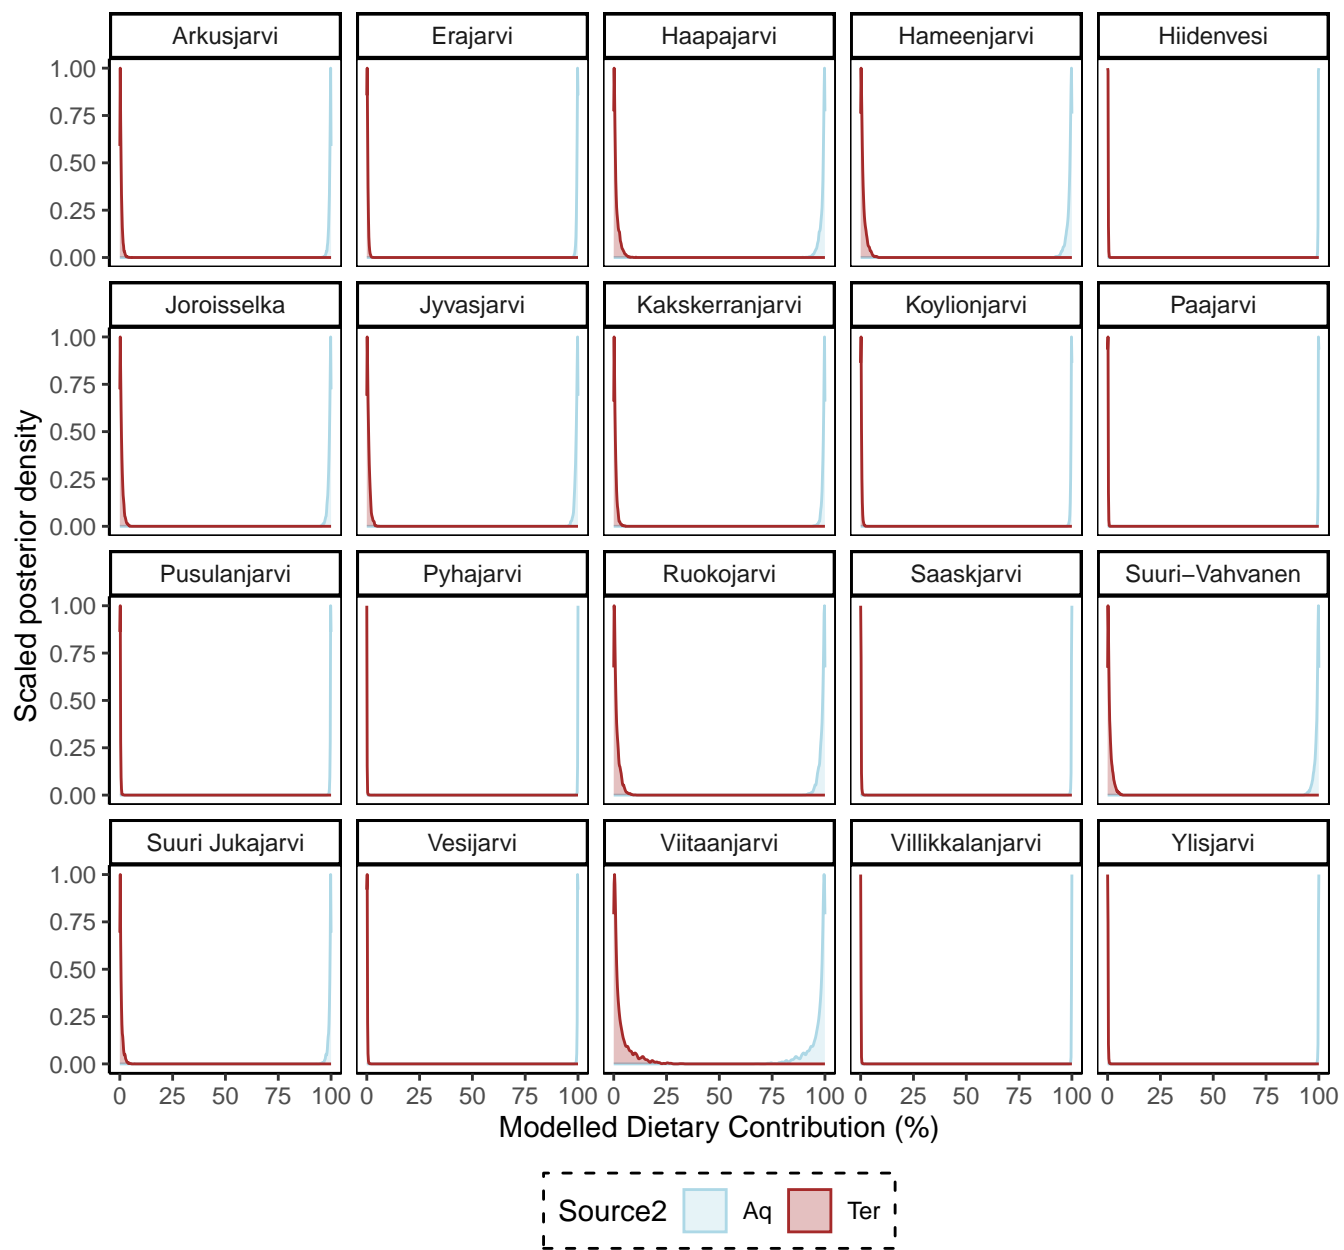 Arkusjarvi Erajarvi Haapajarvi Hameenjarvi Hiidenvesi
1.00
0.75
0.50
0.25
0.00
Joroisselka Jyvasjarvi Kakskerranjarvi Koylionjarvi Paajarvi
1.00
0.75
0.50
0.25
0.00
Scaled posterior density
Pusulanjarvi Pyhajarvi Ruokojarvi Saaskjarvi Suuri−Vahvanen
1.00
0.75
0.50
0.25
0.00
Suuri Jukajarvi Vesijarvi Viitaanjarvi Villikkalanjarvi Ylisjarvi
1.00
0.75
0.50
0.25
0.00
0 25 50 75 100 0 25 50 75 100 0 25 50 75 100 0 25 50 75 100 0 25 50 75 100
Modelled Dietary Contribution (%)
Source2 Aq Ter